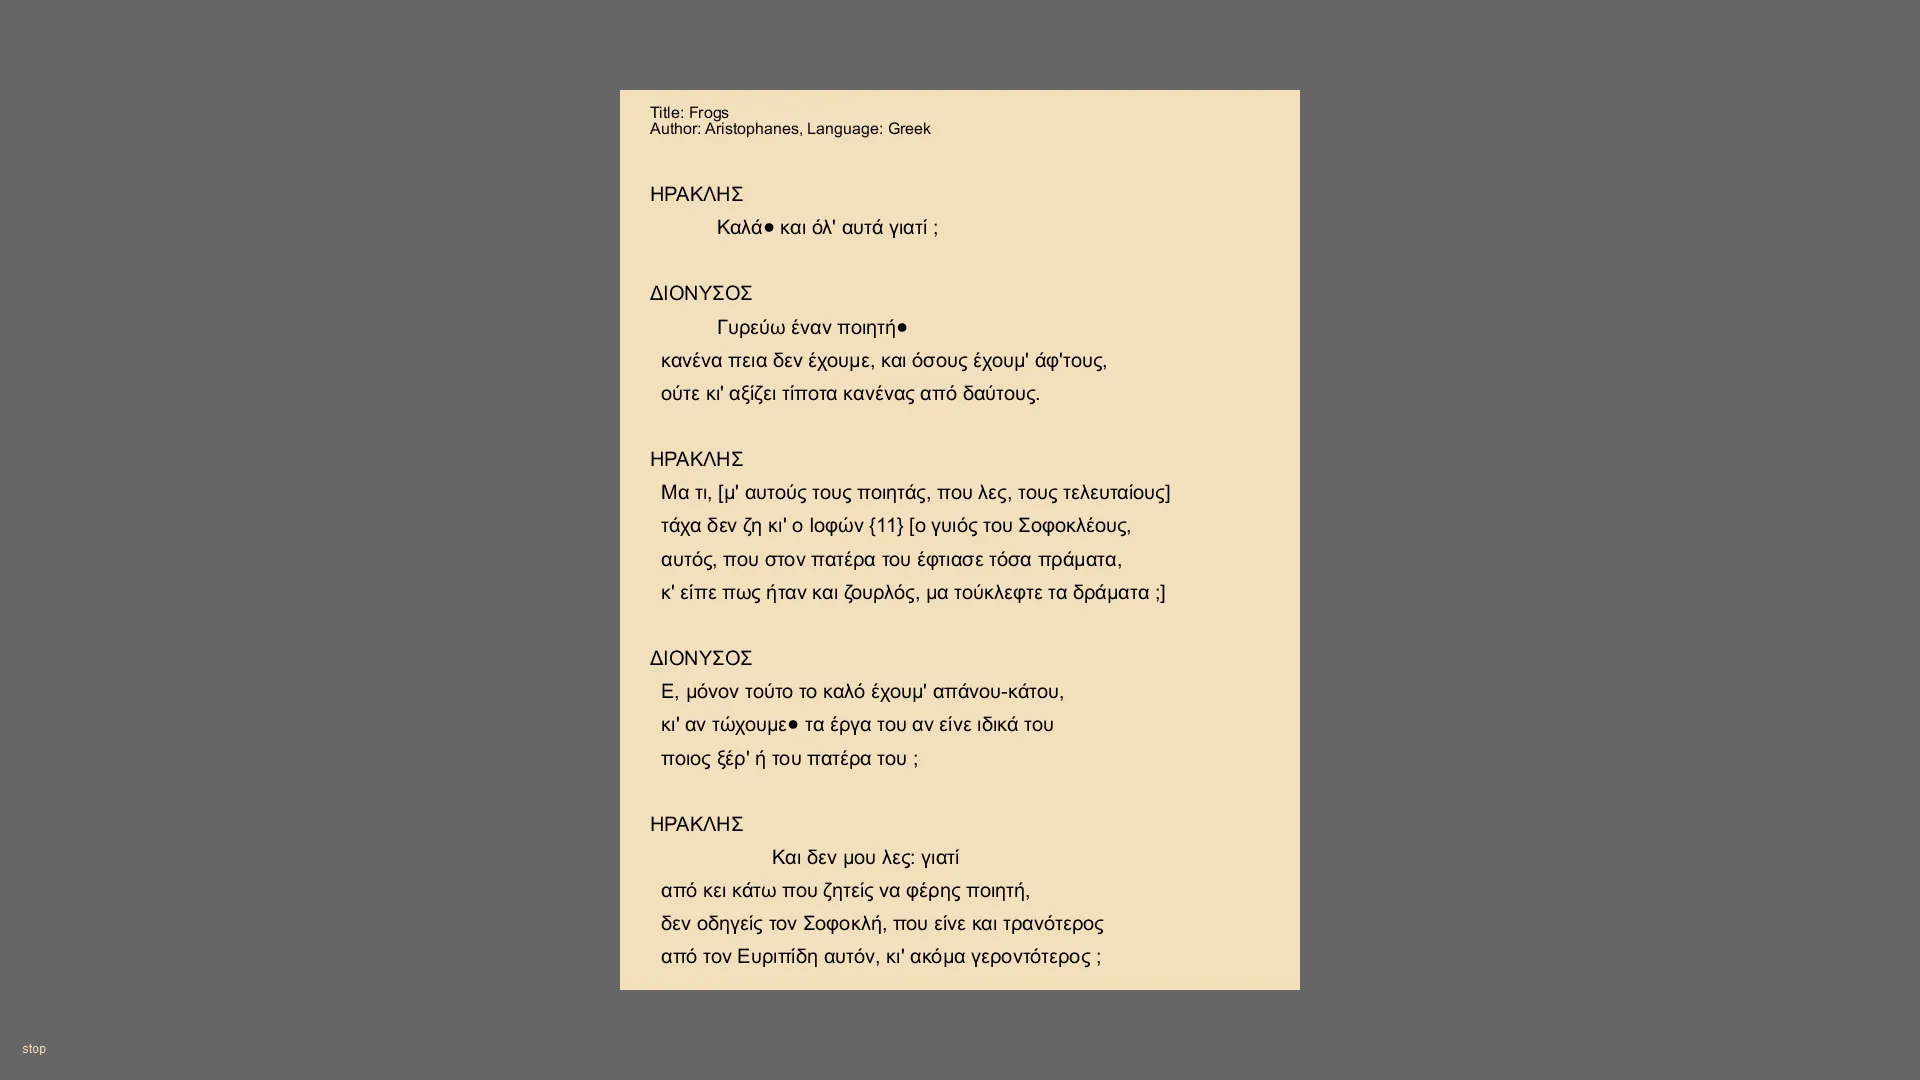 Title: Frogs
Author: Aristophanes, Language: Greek
ΗΡΑΚΛΗΣ
Καλά● και όλ' αυτά γιατί ;
ΔΙΟΝΥΣΟΣ
Γυρεύω έναν ποιητή●
κανένα πεια δεν έχουμε, και όσους έχουμ' άφ'τους,
ούτε κι' αξίζει τίποτα κανένας από δαύτους.
ΗΡΑΚΛΗΣ
Μα τι, [μ' αυτούς τους ποιητάς, που λες, τους τελευταίους]
τάχα δεν ζη κι' ο Ιοφών {11} [ο γυιός του Σοφοκλέους,
αυτός, που στον πατέρα του έφτιασε τόσα πράματα,
κ' είπε πως ήταν και ζουρλός, μα τούκλεφτε τα δράματα ;]
ΔΙΟΝΥΣΟΣ
Ε, μόνον τούτο το καλό έχουμ' απάνου-κάτου,
κι' αν τώχουμε● τα έργα του αν είνε ιδικά του
ποιος ξέρ' ή του πατέρα του ;
ΗΡΑΚΛΗΣ
Και δεν μου λες: γιατί
από κει κάτω που ζητείς να φέρης ποιητή,
δεν οδηγείς τον Σοφοκλή, που είνε και τρανότερος
από τον Ευριπίδη αυτόν, κι' ακόμα γεροντότερος ;
stop